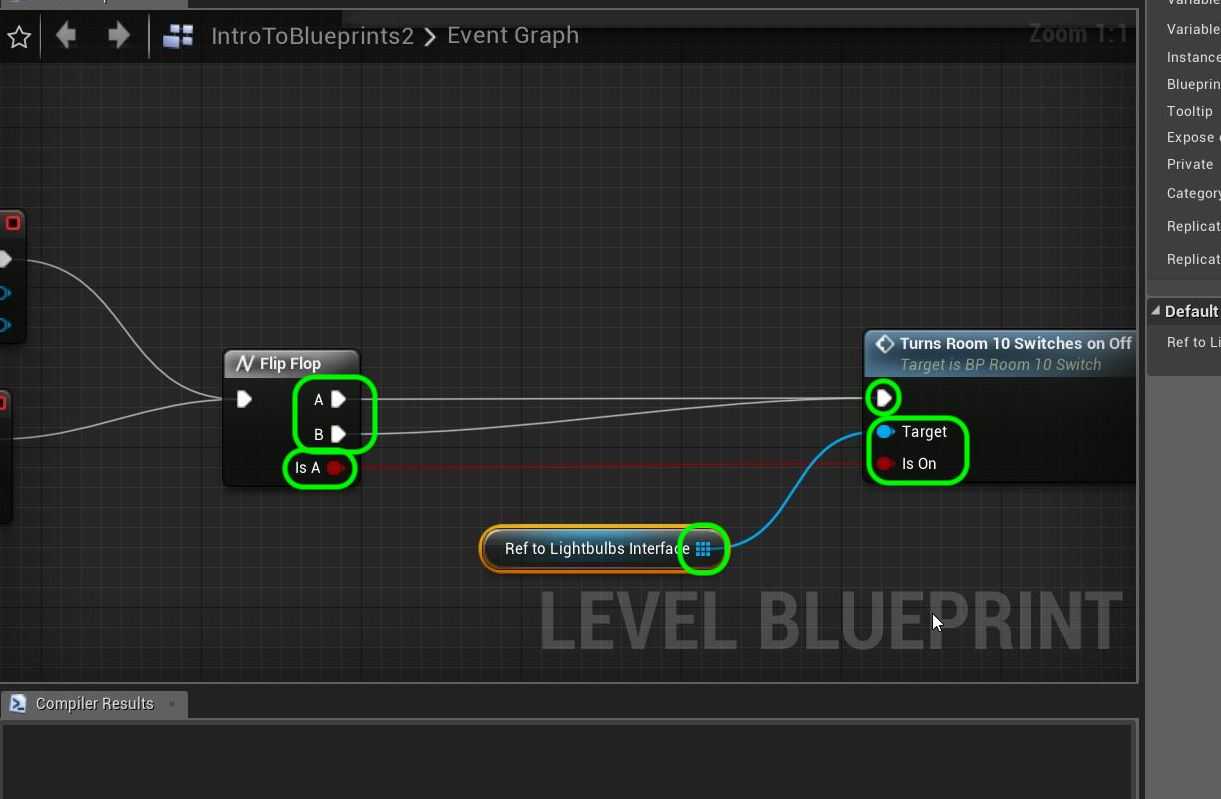 IntroToBlueprints2 > Event Graph
Zoom 1:1
Flip Flop
A
B
Is A
Turns Room 10 Switches on Off
Target is BP Room 10 Switch
Target
Is On
Ref to Lightbulbs Interface
LEVEL BLUEPRINT
Compiler Results
Variable
Instance
Blueprin
Tooltip
Expose
Private
Category
Replicat
Replicat
Default
Ref to Li